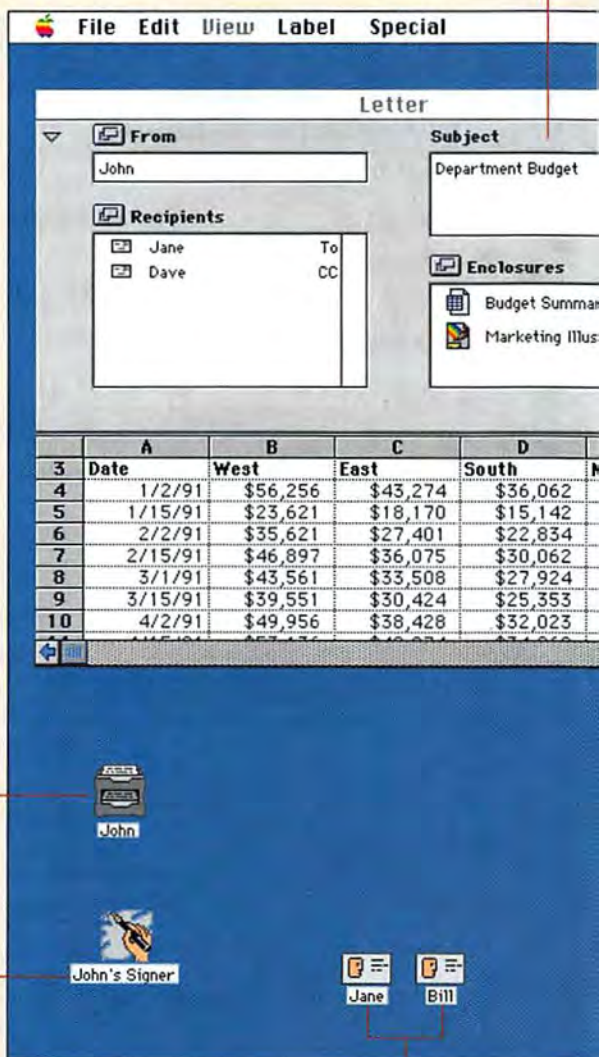 File Edit View Label Special
Letter
From
John
Subject
Department Budget
Recipients
Jane To
Dave CC
Enclosures
Budget
Marketing
A B C D
3 Date West East South
4 1/2/91 $56,256 $43,274 $36,062
5 1/15/91 $23,621 $18,170 $15,142
6 2/2/91 $35,621 $27,401 $22,834
7 2/15/91 $46,897 $36,075 $30,062
8 3/1/91 $43,561 $33,508 $27,924
9 3/15/91 $39,551 $30,424 $25,353
10 4/2/91 $49,956 $38,428 $32,023
John
John's Signer
Jane Bill